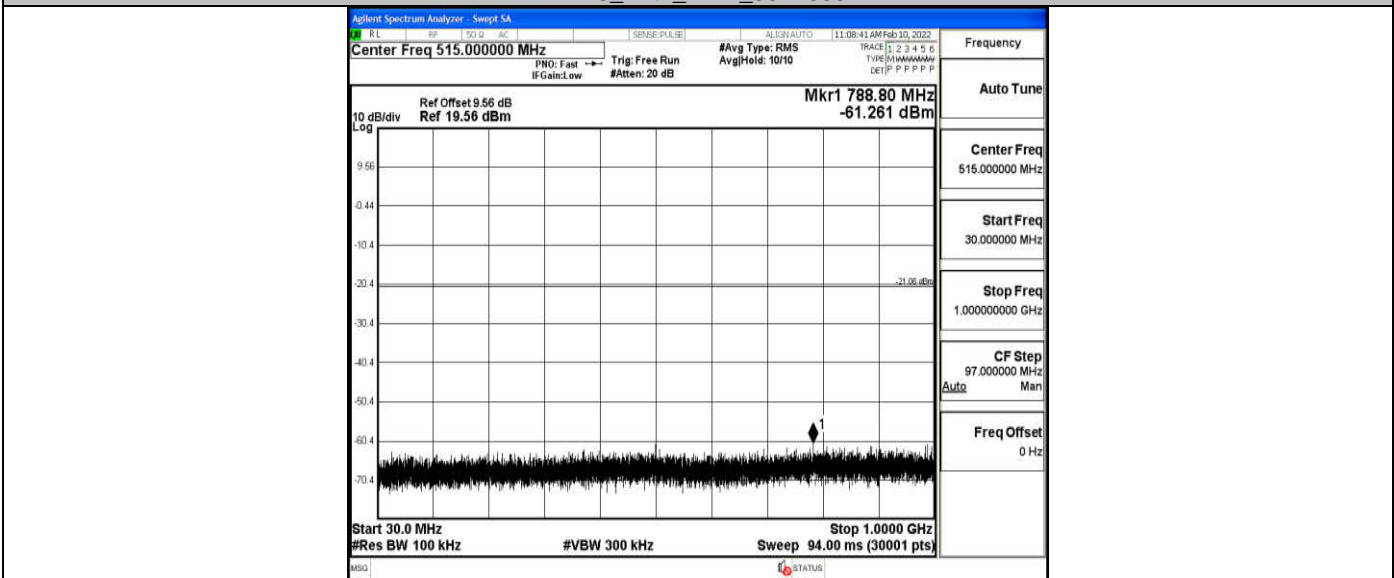 Agilent Spectrum Analyzer - Swept SA
RL RF 50 Ω AC SENSE:PULSE ALIGN AUTO 11:08:41 AM Feb 10, 2022
Center Freq 515.000000 MHz
PNO: Fast
IFGain:Low
Trig: Free Run
#Atten: 20 dB
#Avg Type: RMS
Avg|Hold: 10/10
TRACE 1 2 3 4 5 6
TYPE M WWWWW
DET P P P P P P
Frequency
Auto Tune
Center Freq
515.000000 MHz
Start Freq
30.000000 MHz
Stop Freq
1.000000000 GHz
CF Step
97.000000 MHz
Auto Man
Freq Offset
0 Hz
Mkr1 788.80 MHz
-61.261 dBm
Ref Offset 9.56 dB
10 dB/div Ref 19.56 dBm
Log
9.56
-0.44
-10.4
-20.4
-21.06 dBm
-30.4
-40.4
-50.4
1
-60.4
-70.4
Start 30.0 MHz Stop 1.0000 GHz
#Res BW 100 kHz #VBW 300 kHz Sweep 94.00 ms (30001 pts)
MSG STATUS